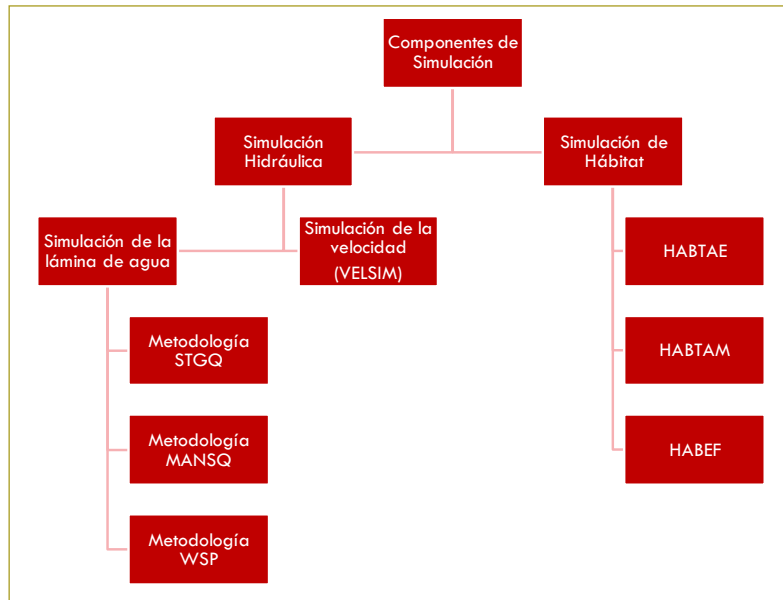 Componentes de
Simulación
Simulación
Hidráulica
Simulación de
Hábitat
Simulación de la
lámina de agua
Simulación de la
velocidad
(VELSIM)
HABTAE
Metodología
STGQ
HABTAM
Metodología
MANSQ
HABEF
Metodología
WSP